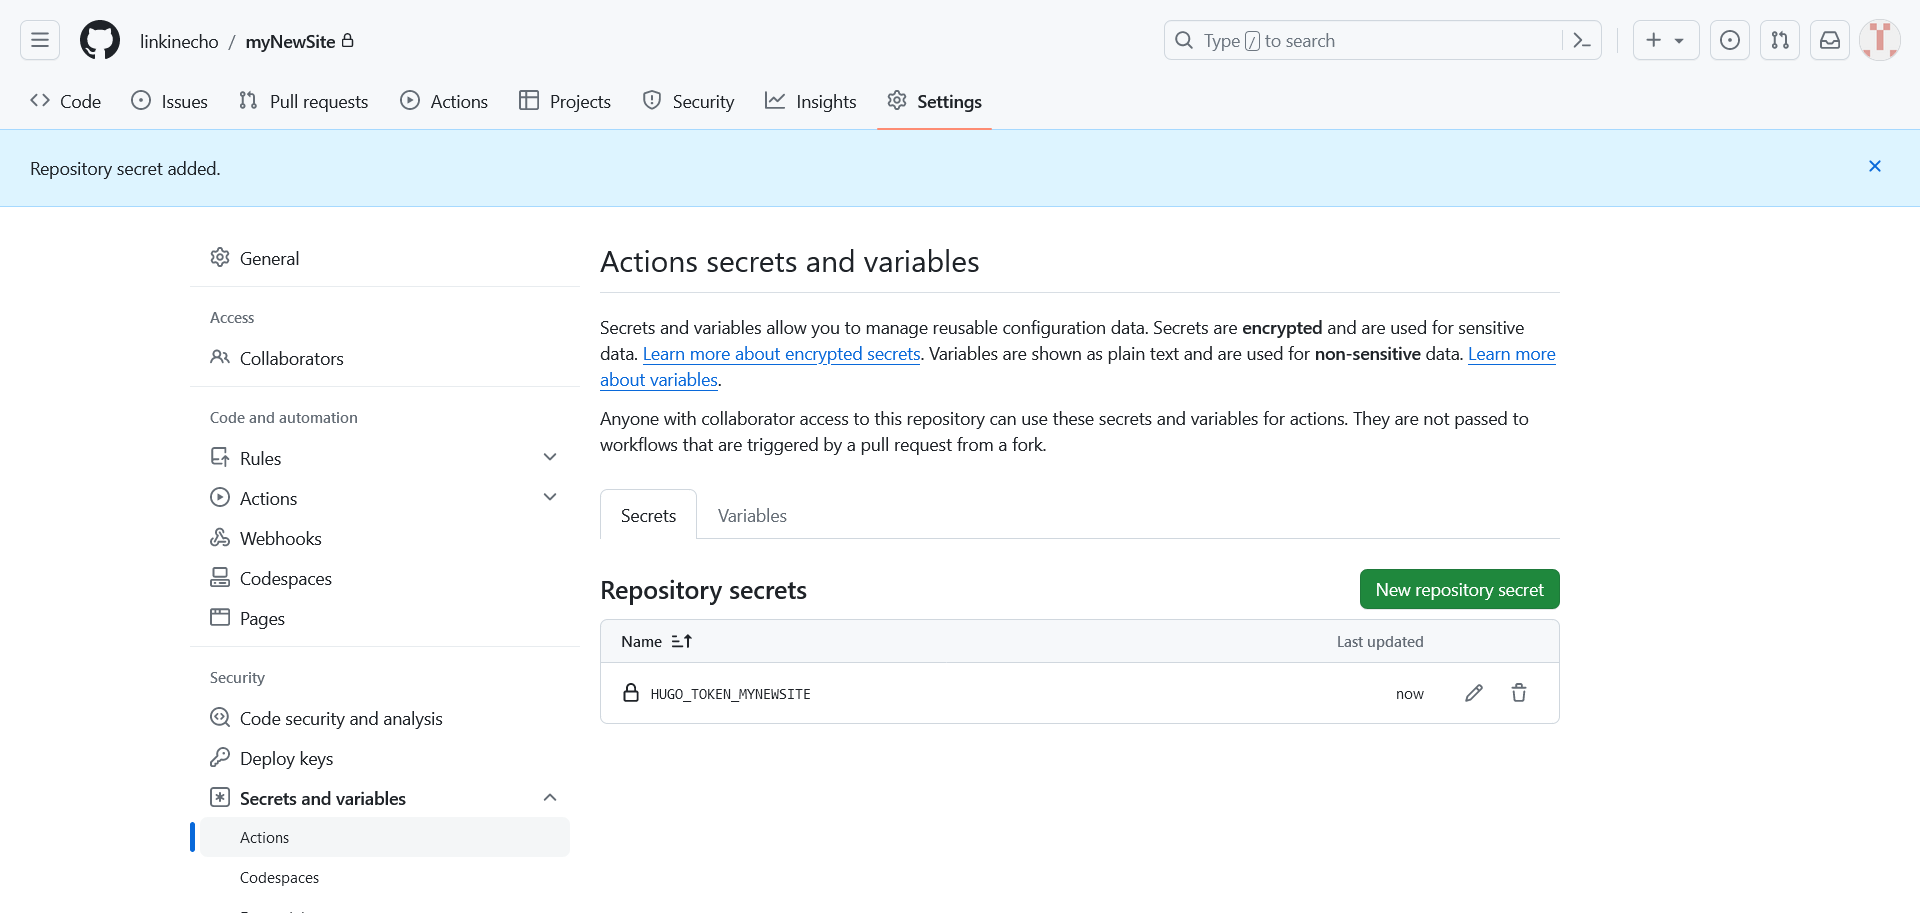 linkinecho / myNewSite
Type / to search
Code
Issues
Pull requests
Actions
Projects
Security
Insights
Settings
Repository secret added.
General
Access
Collaborators
Code and automation
Rules
Actions
Webhooks
Codespaces
Pages
Security
Code security and analysis
Deploy keys
Secrets and variables
Actions
Codespaces
Actions secrets and variables
Secrets and variables allow you to manage reusable configuration data. Secrets are encrypted and are used for sensitive
data. Learn more about encrypted secrets. Variables are shown as plain text and are used for non-sensitive data. Learn more
about variables.
Anyone with collaborator access to this repository can use these secrets and variables for actions. They are not passed to
workflows that are triggered by a pull request from a fork.
Secrets
Variables
Repository secrets
New repository secret
Name
Last updated
HUGO_TOKEN_MYNEWSITE
now